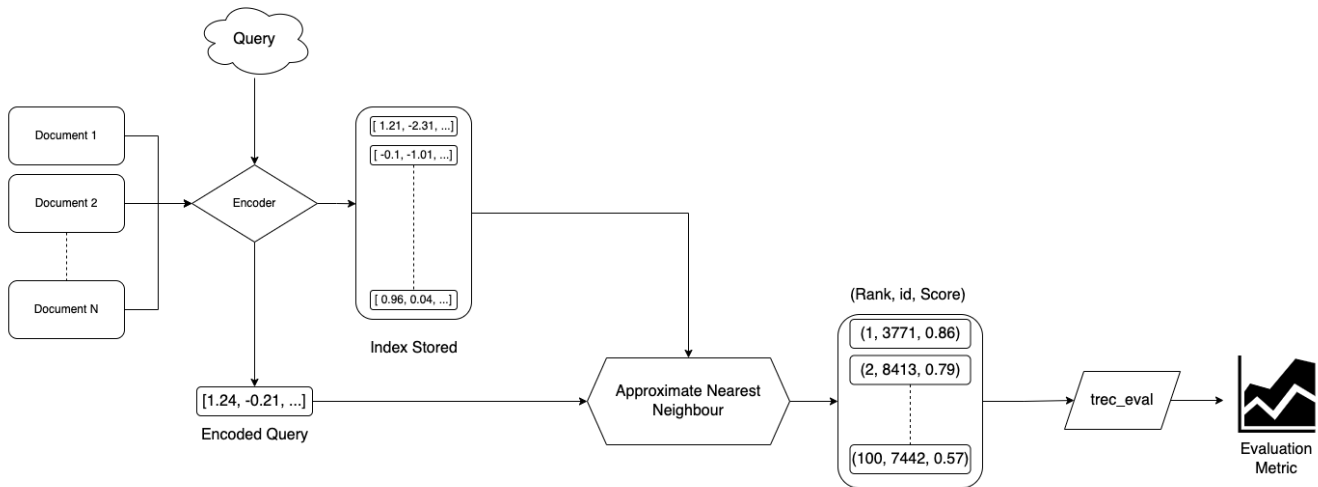 Query
Document 1
Document 2
Document N
Encoder
[ 1.21, -2.31, ...]
[ -0.1, -1.01, ...]
[ 0.96, 0.04, ...]
Index Stored
[1.24, -0.21, ...]
Encoded Query
Approximate Nearest
Neighbour
(Rank, id, Score)
(1, 3771, 0.86)
(2, 8413, 0.79)
(100, 7442, 0.57)
trec_eval
Evaluation
Metric